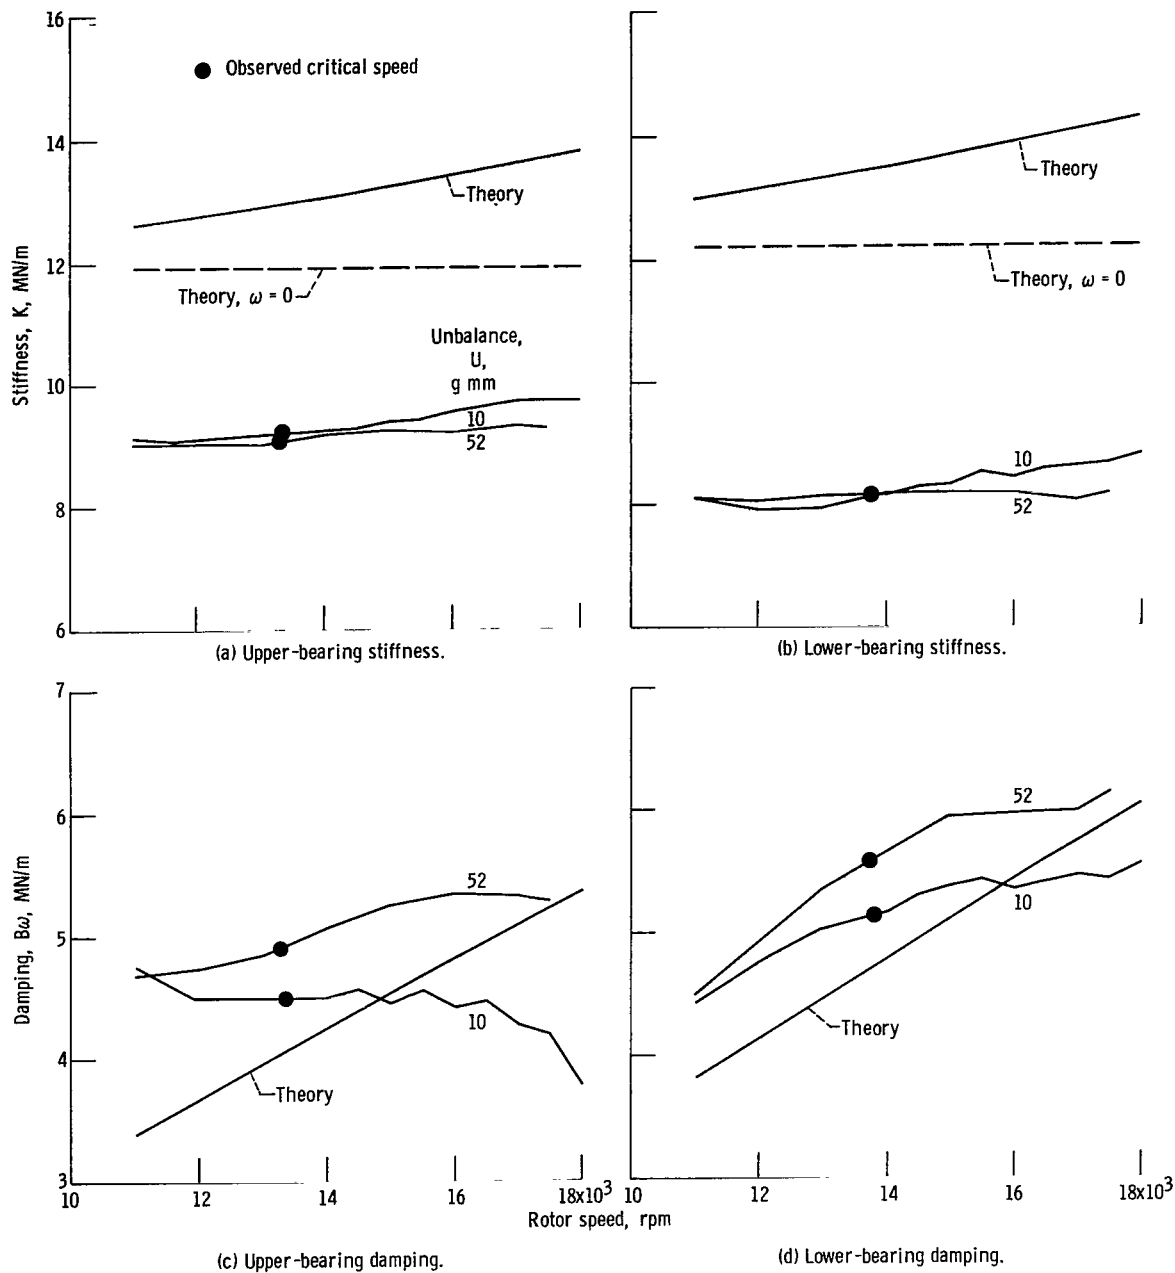 16
Observed critical speed
14
Theory
Theory
Stiffness, K, MN/m
12
Theory, ω = 0
Theory, ω = 0
Unbalance,
U,
g mm
10
10
52
10
8
52
6
(a) Upper-bearing stiffness.
(b) Lower-bearing stiffness.
7
6
52
52
Damping, Bω, MN/m
5
10
10
Theory
4
Theory
3
10
12
14
16
18x10³
10
12
14
16
18x10³
Rotor speed, rpm
(c) Upper-bearing damping.
(d) Lower-bearing damping.